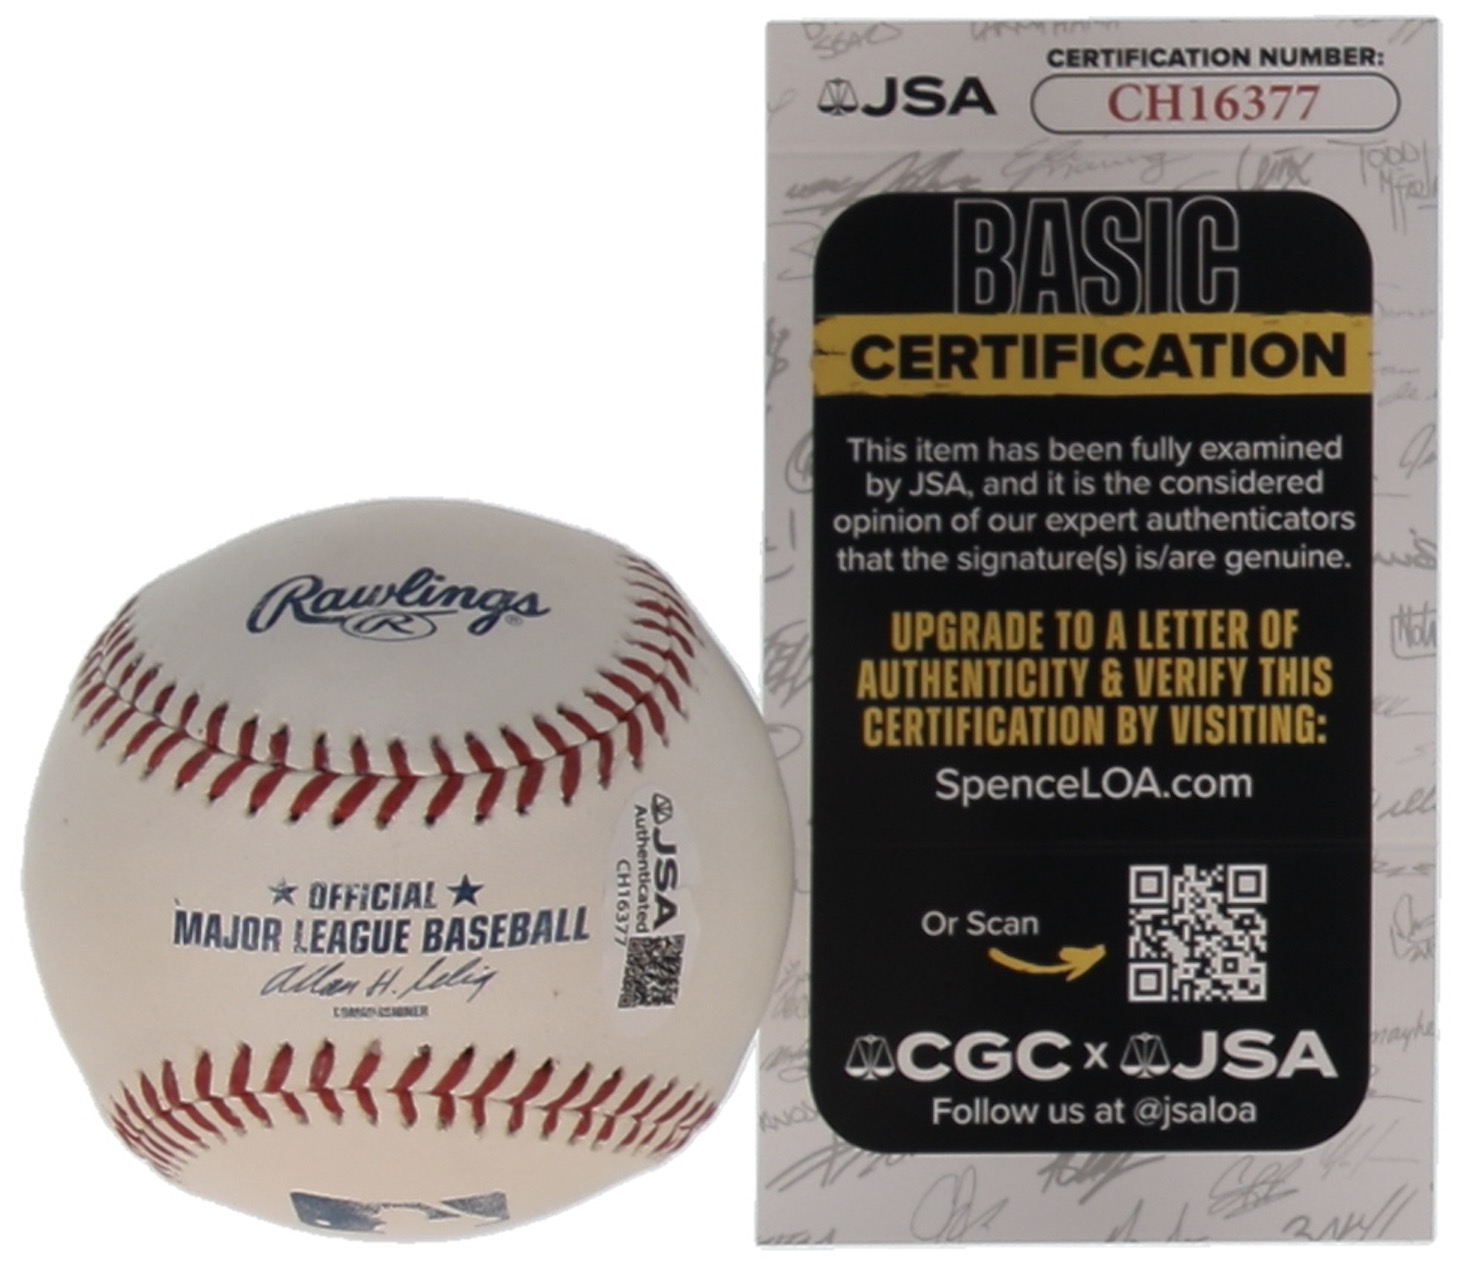 JSA
CERTIFICATION NUMBER:
CH16377
BASIC
CERTIFICATION
This item has been fully examined
by JSA, and it is the considered
opinion of our expert authenticators
that the signature(s) is/are genuine.
UPGRADE TO A LETTER OF
AUTHENTICITY & VERIFY THIS
CERTIFICATION BY VISITING:
SpenceLOA.com
Or Scan
CGC x JSA
Follow us at @jsaloa
Rawlings®
R
OFFICIAL
MAJOR LEAGUE BASEBALL
Allan H. Selig
COMMISSIONER
JSA
Authenticated
CH16377